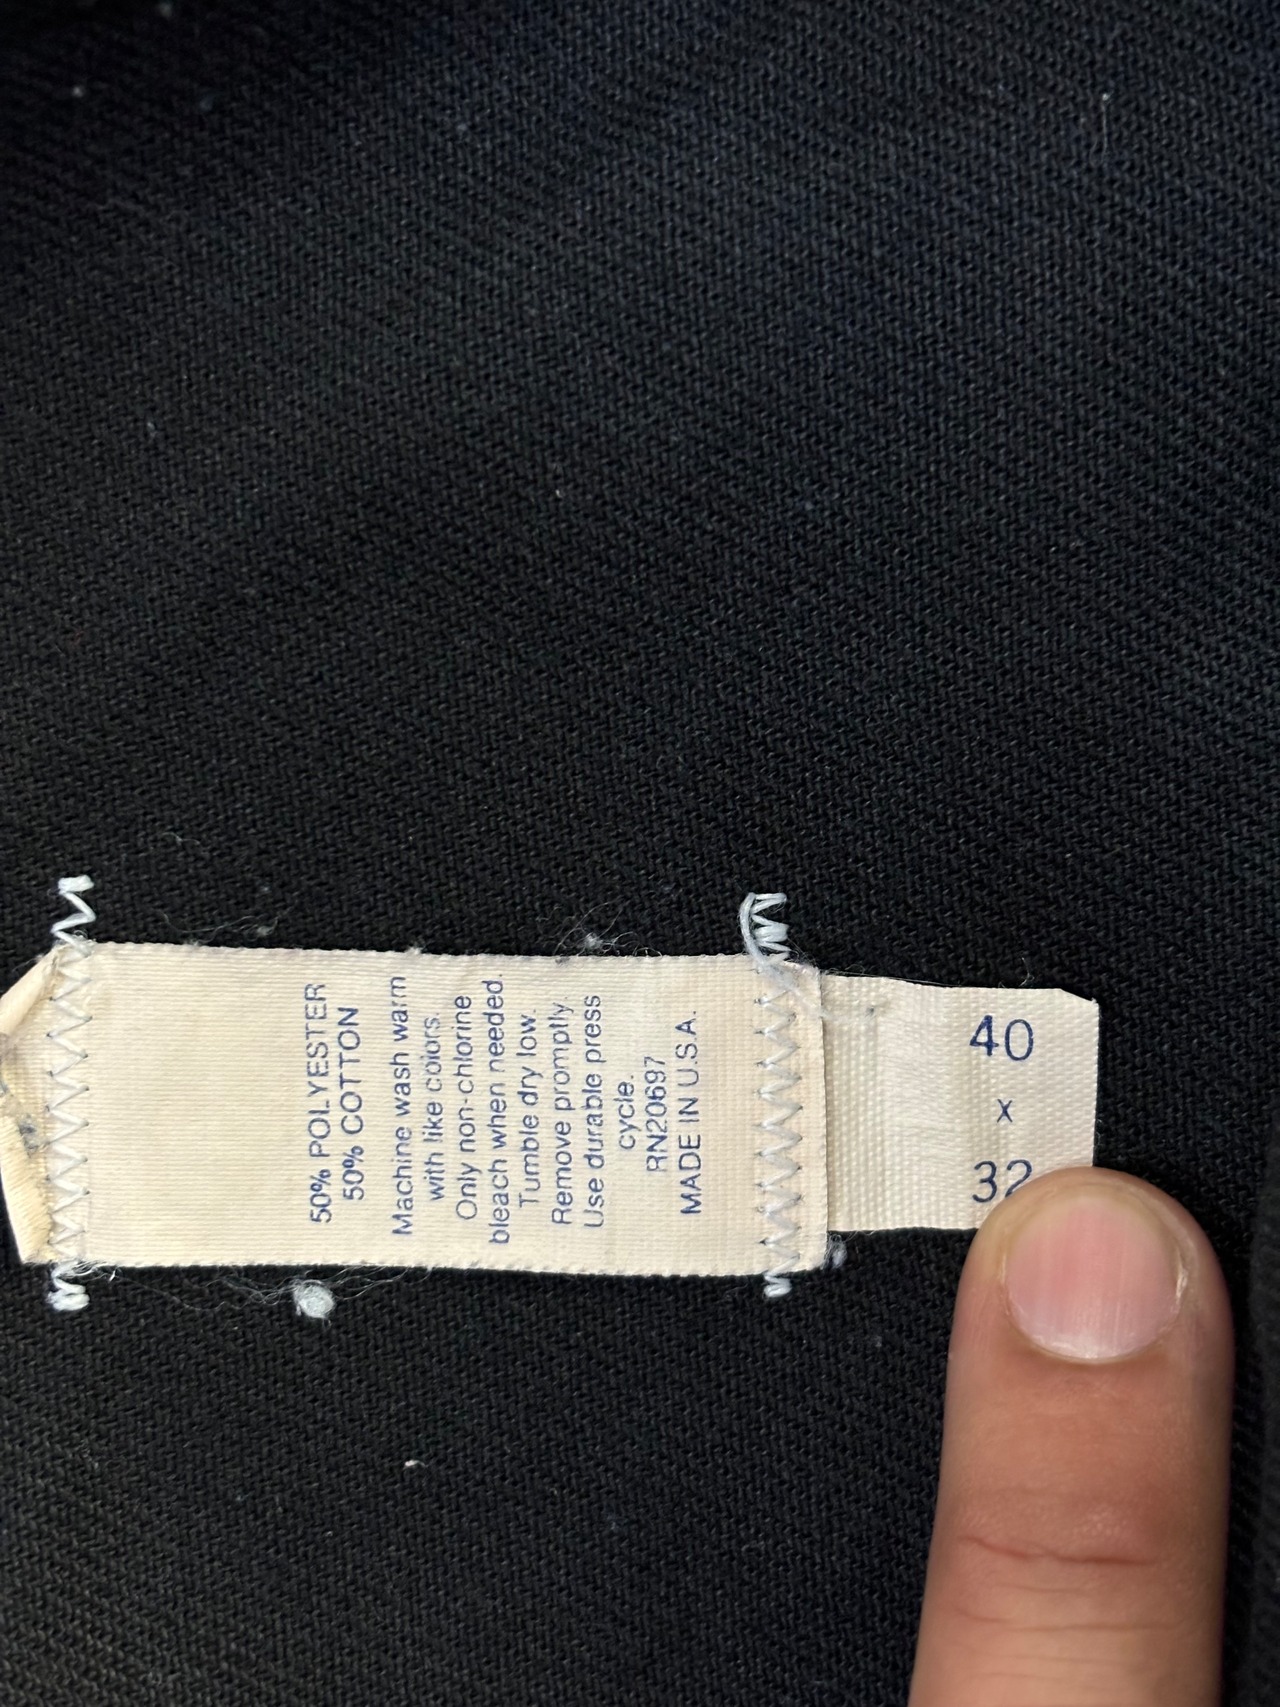 50% POLYESTER
50% COTTON
Machine wash warm
with like colors.
Only non-chlorine
bleach when needed.
Tumble dry low.
Remove promptly.
Use durable press
cycle.
RN20697
MADE IN U.S.A.
40
x
32